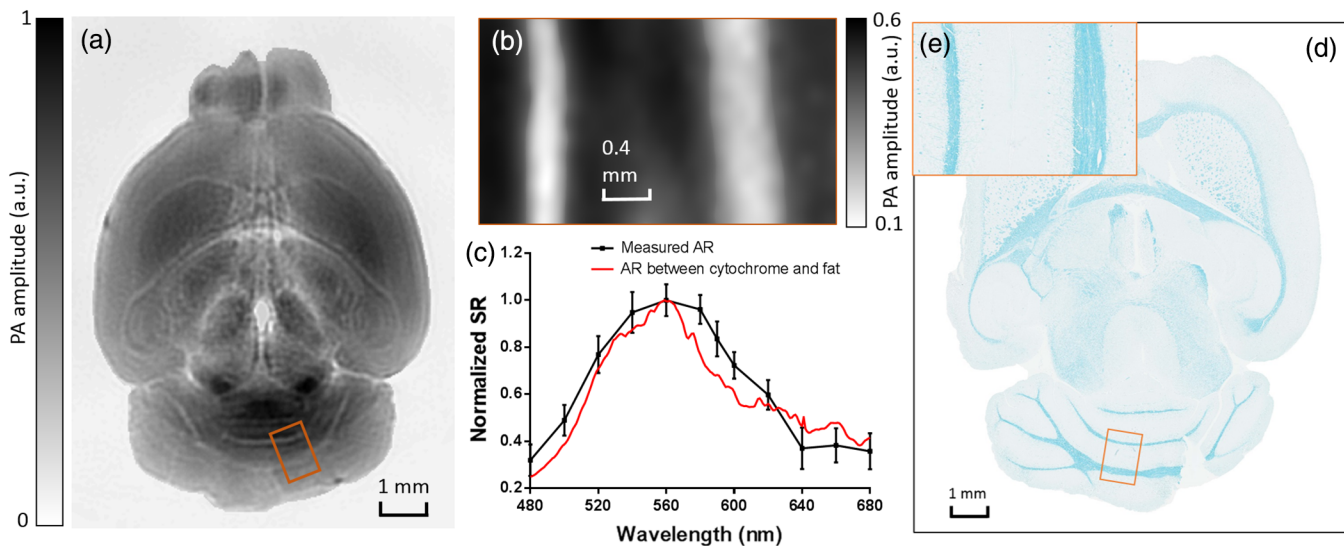 1
(a)
PA amplitude (a.u.)
0
1 mm
(b)
0.4
mm
0.6
PA amplitude (a.u.)
0.1
(c)
Measured AR
AR between cytochrome and fat
Normalized SR
1.2
1.0
0.8
0.6
0.4
0.2
480 520 560 600 640 680
Wavelength (nm)
(e)
(d)
1 mm